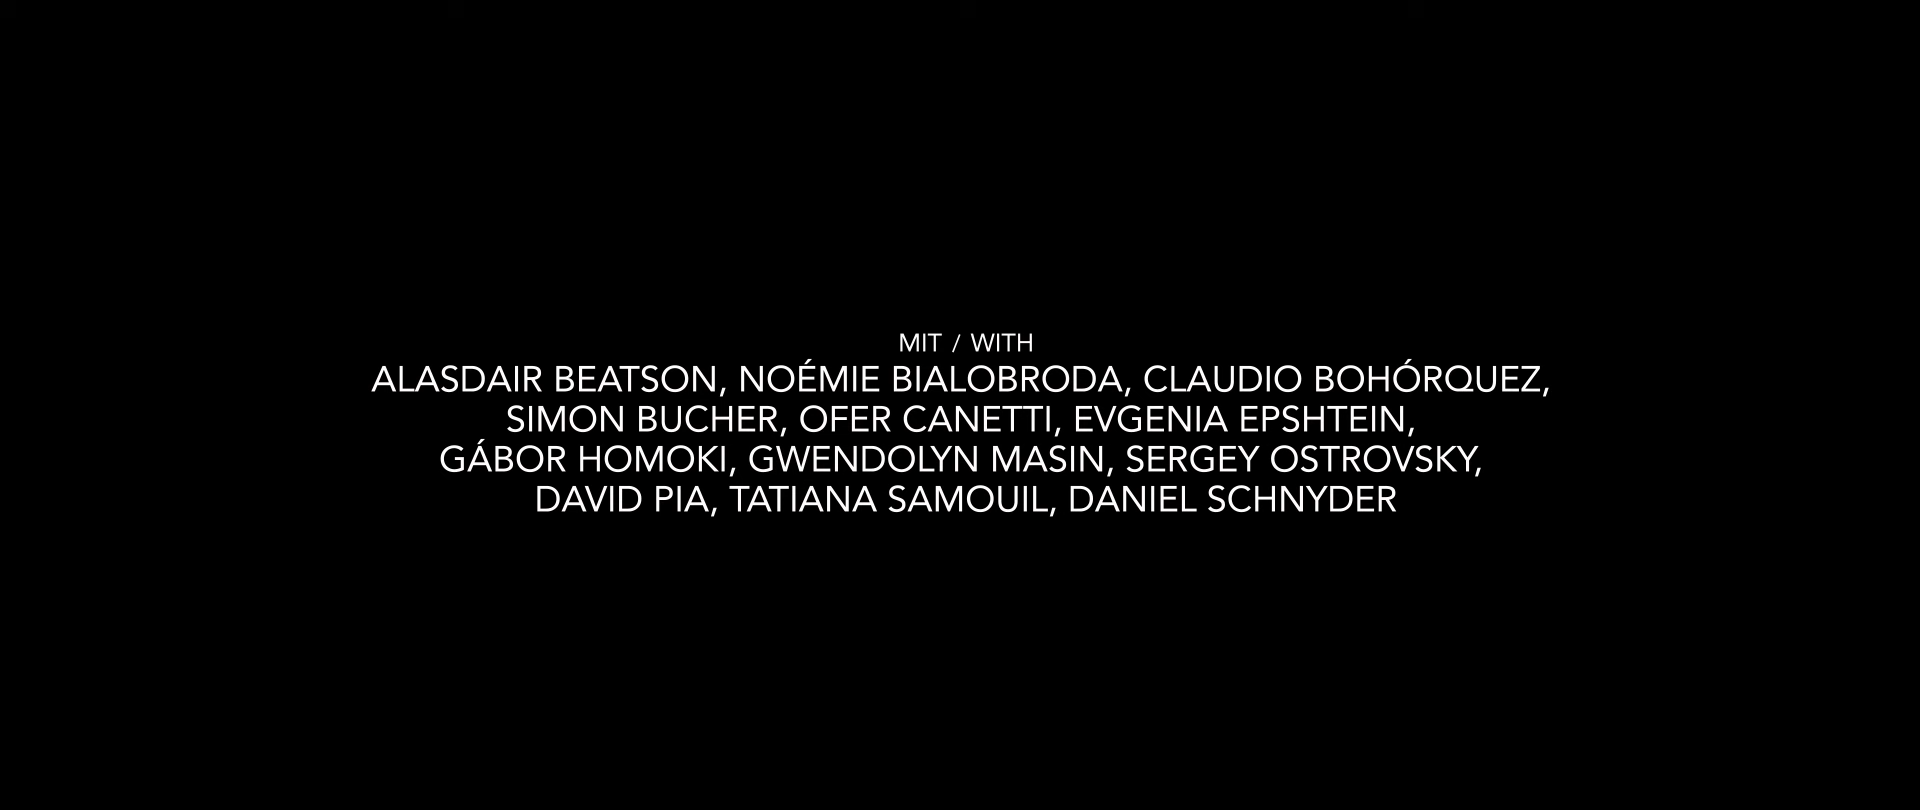 MIT / WITH
ALASDAIR BEATSON, NOÉMIE BIALOBRODA, CLAUDIO BOHÓRQUEZ,
SIMON BUCHER, OFER CANETTI, EVGENIA EPSHTEIN,
GÁBOR HOMOKI, GWENDOLYN MASIN, SERGEY OSTROVSKY,
DAVID PIA, TATIANA SAMOUIL, DANIEL SCHNYDER